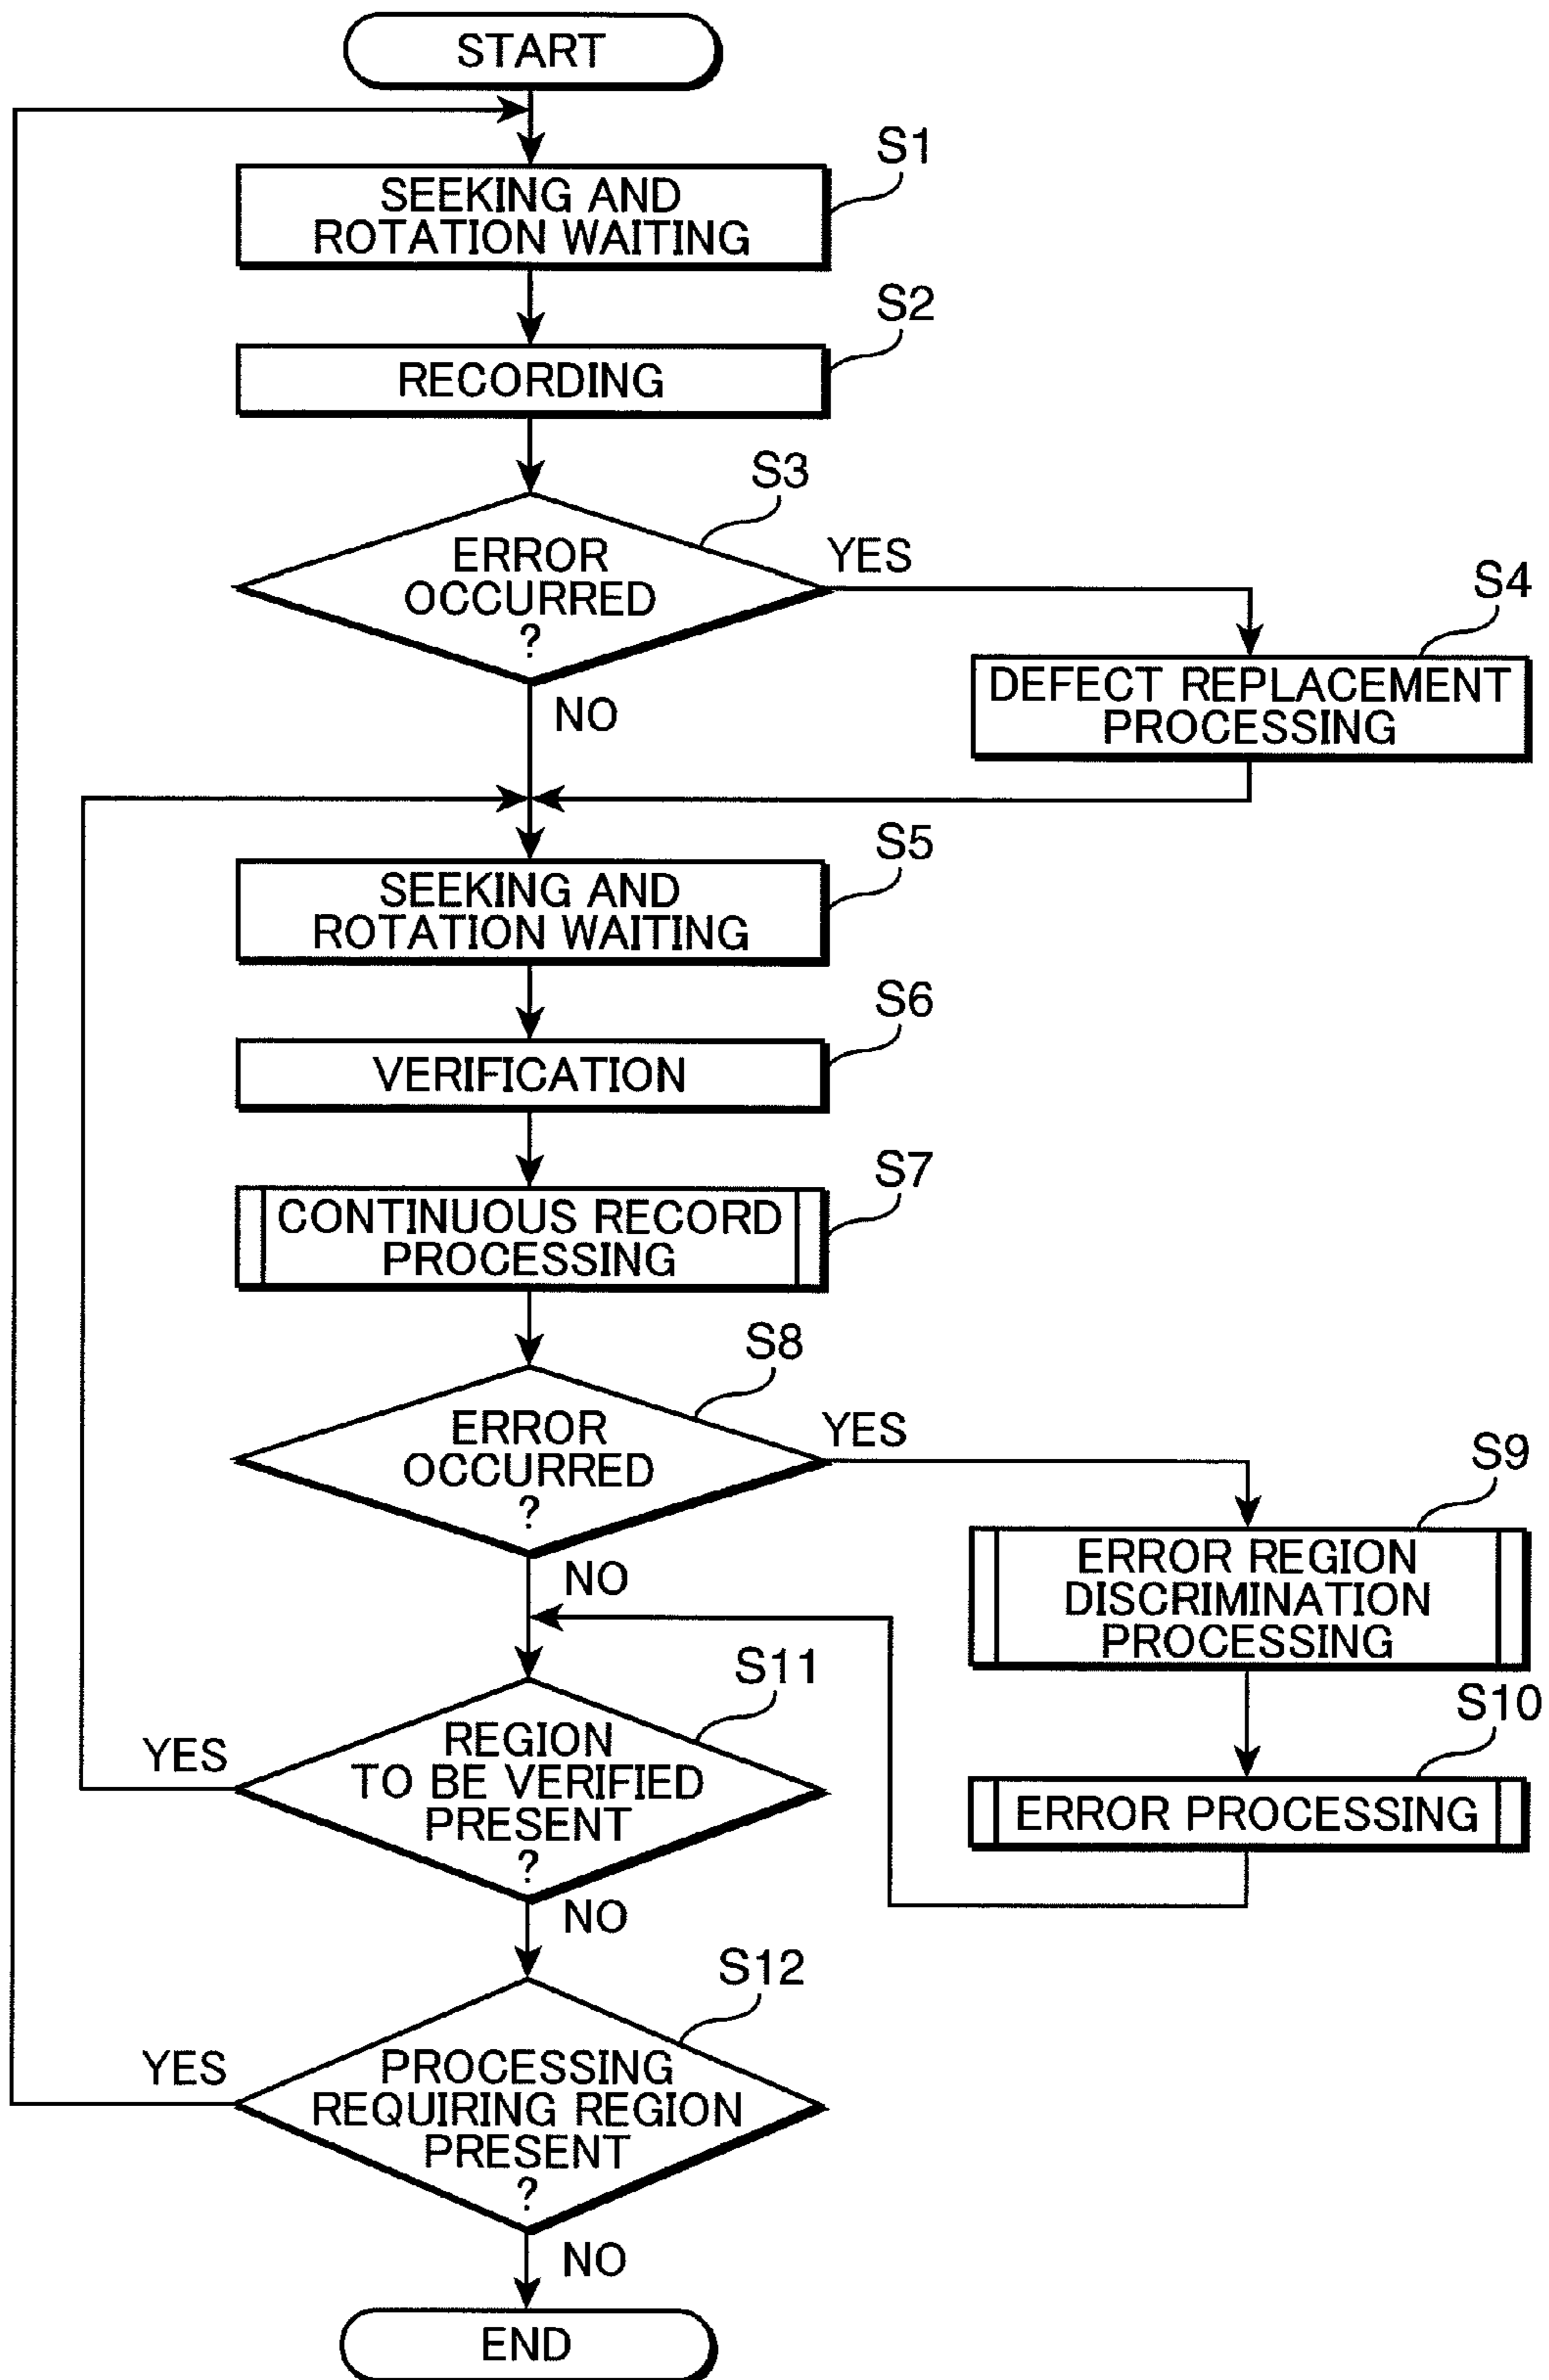 START
S1
SEEKING AND
ROTATION WAITING
S2
RECORDING
S3
ERROR
OCCURRED
?
YES
NO
S4
DEFECT REPLACEMENT
PROCESSING
S5
SEEKING AND
ROTATION WAITING
S6
VERIFICATION
S7
CONTINUOUS RECORD
PROCESSING
S8
ERROR
OCCURRED
?
YES
NO
S9
ERROR REGION
DISCRIMINATION
PROCESSING
S10
ERROR PROCESSING
S11
REGION
TO BE VERIFIED
PRESENT
?
YES
NO
S12
PROCESSING
REQUIRING REGION
PRESENT
?
YES
NO
END